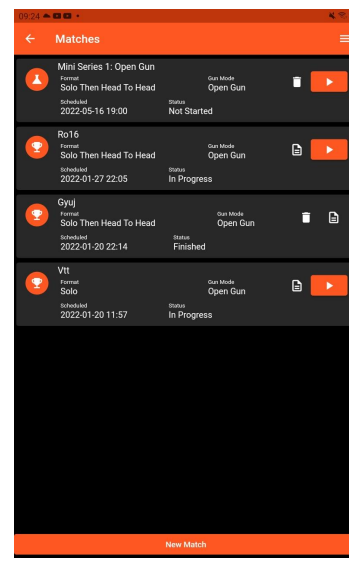 09:24
Matches
Mini Series 1: Open Gun
Format
Gun Mode
Solo Then Head To Head
Open Gun
Scheduled
Status
2022-05-16 19:00
Not Started
Ro16
Format
Gun Mode
Solo Then Head To Head
Open Gun
Scheduled
Status
2022-01-27 22:05
In Progress
Gyuj
Format
Gun Mode
Solo Then Head To Head
Open Gun
Scheduled
Status
2022-01-20 22:14
Finished
Vtt
Format
Gun Mode
Solo
Open Gun
Scheduled
Status
2022-01-20 11:57
In Progress
New Match